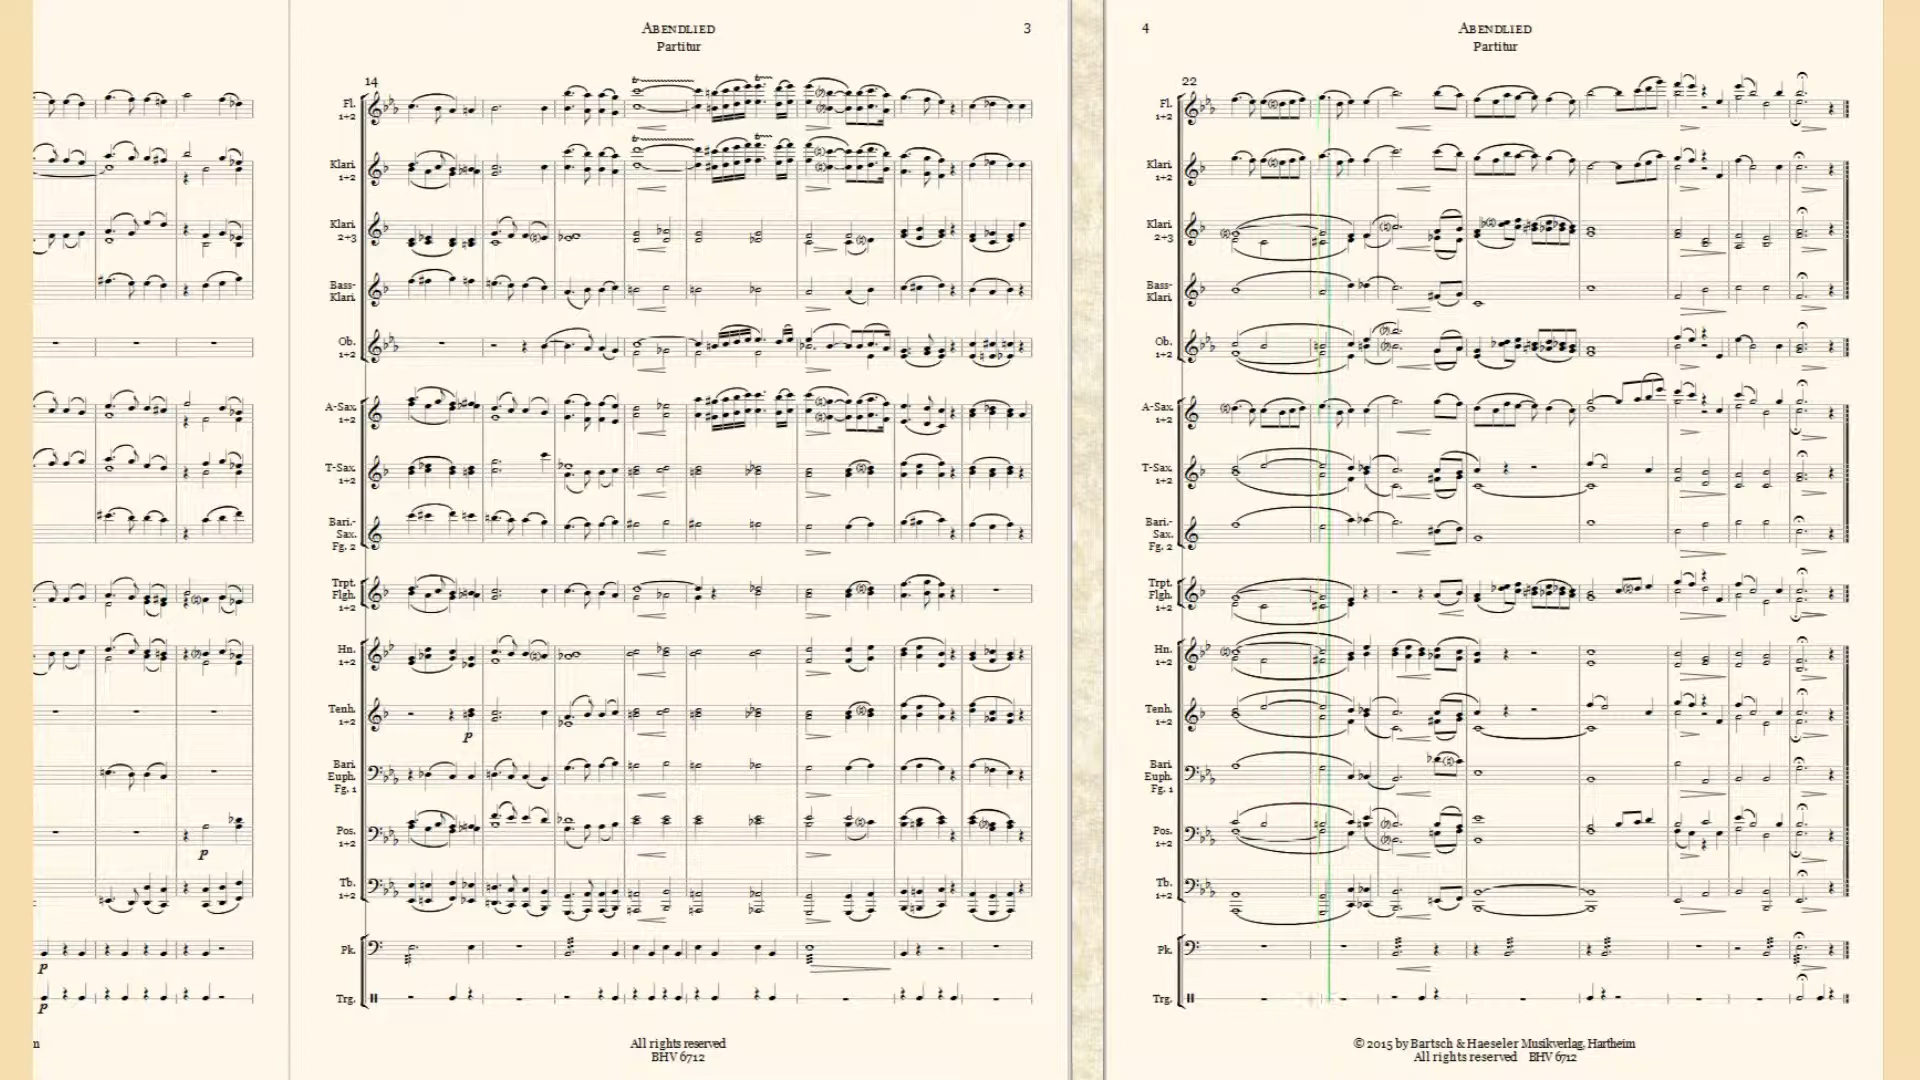 p
p
p
m
ABENDLIED
Partitur
3
14
Fl.
1+2
Klari.
1+2
Klari.
2+3
Bass-
Klari.
Ob.
1+2
A-Sax.
1+2
T-Sax.
1+2
Bari.-
Sax.
Fg. 2
Trpt.
Flgh.
1+2
Hn.
1+2
Tenh.
1+2
p
Bari.
Euph.
Fg. 1
Pos.
1+2
Tb.
1+2
Pk.
Trg.
All rights reserved
BHV 6712
4
ABENDLIED
Partitur
22
Fl.
1+2
Klari.
1+2
Klari.
2+3
Bass-
Klari.
Ob.
1+2
A-Sax.
1+2
T-Sax.
1+2
Bari.-
Sax.
Fg. 2
Trpt.
Flgh.
1+2
Hn.
1+2
Tenh.
1+2
Bari.
Euph.
Fg. 1
Pos.
1+2
Tb.
1+2
Pk.
Trg.
© 2015 by Bartsch & Haeseler Musikverlag, Hartheim
All rights reserved BHV 6712